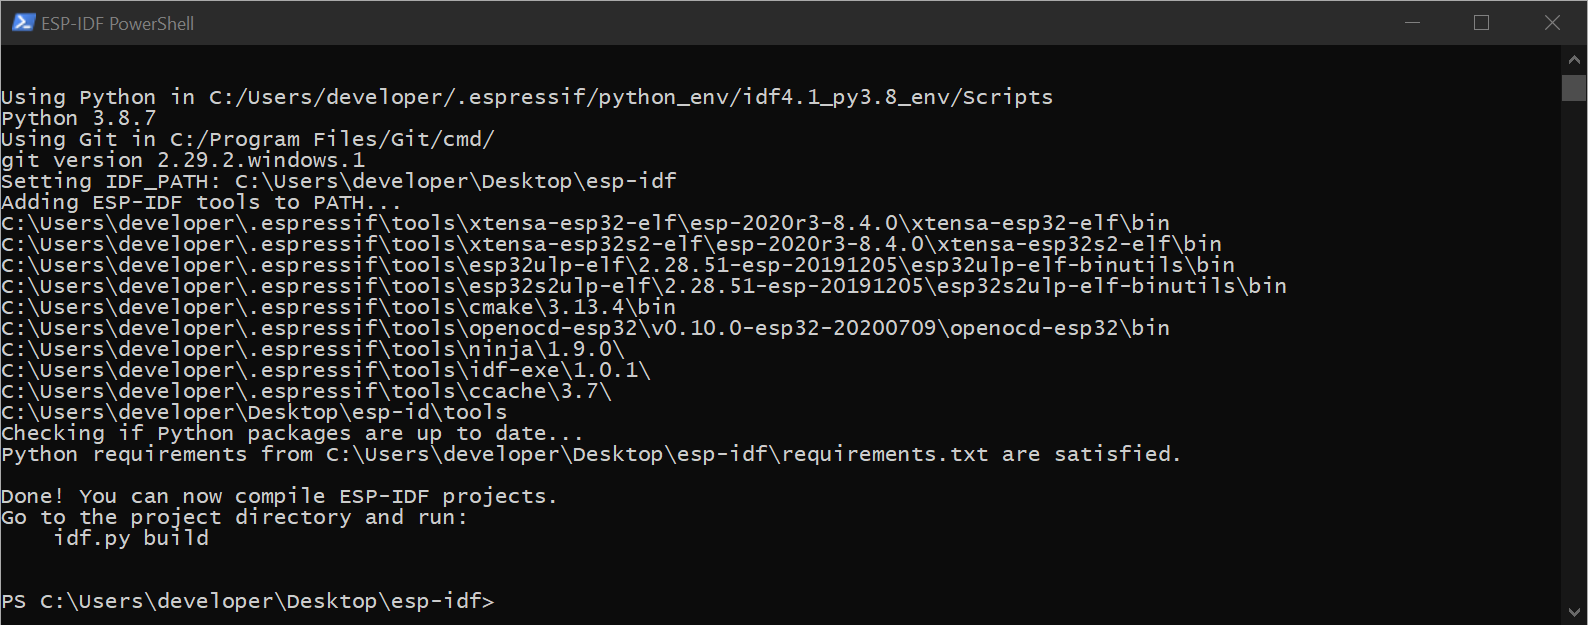 ESP-IDF PowerShell
Using Python in C:/Users/developer/.espressif/python_env/idf4.1_py3.8_env/Scripts
Python 3.8.7
Using Git in C:/Program Files/Git/cmd/
git version 2.29.2.windows.1
Setting IDF_PATH: C:\Users\developer\Desktop\esp-idf
Adding ESP-IDF tools to PATH...
C:\Users\developer\.espressif\tools\xtensa-esp32-elf\esp-2020r3-8.4.0\xtensa-esp32-elf\bin
C:\Users\developer\.espressif\tools\xtensa-esp32s2-elf\esp-2020r3-8.4.0\xtensa-esp32s2-elf\bin
C:\Users\developer\.espressif\tools\esp32ulp-elf\2.28.51-esp-20191205\esp32ulp-elf-binutils\bin
C:\Users\developer\.espressif\tools\esp32s2ulp-elf\2.28.51-esp-20191205\esp32s2ulp-elf-binutils\bin
C:\Users\developer\.espressif\tools\cmake\3.13.4\bin
C:\Users\developer\.espressif\tools\openocd-esp32\v0.10.0-esp32-20200709\openocd-esp32\bin
C:\Users\developer\.espressif\tools\ninja\1.9.0\
C:\Users\developer\.espressif\tools\idf-exe\1.0.1\
C:\Users\developer\.espressif\tools\ccache\3.7\
C:\Users\developer\Desktop\esp-id\tools
Checking if Python packages are up to date...
Python requirements from C:\Users\developer\Desktop\esp-idf\requirements.txt are satisfied.
Done! You can now compile ESP-IDF projects.
Go to the project directory and run:
idf.py build
PS C:\Users\developer\Desktop\esp-idf>